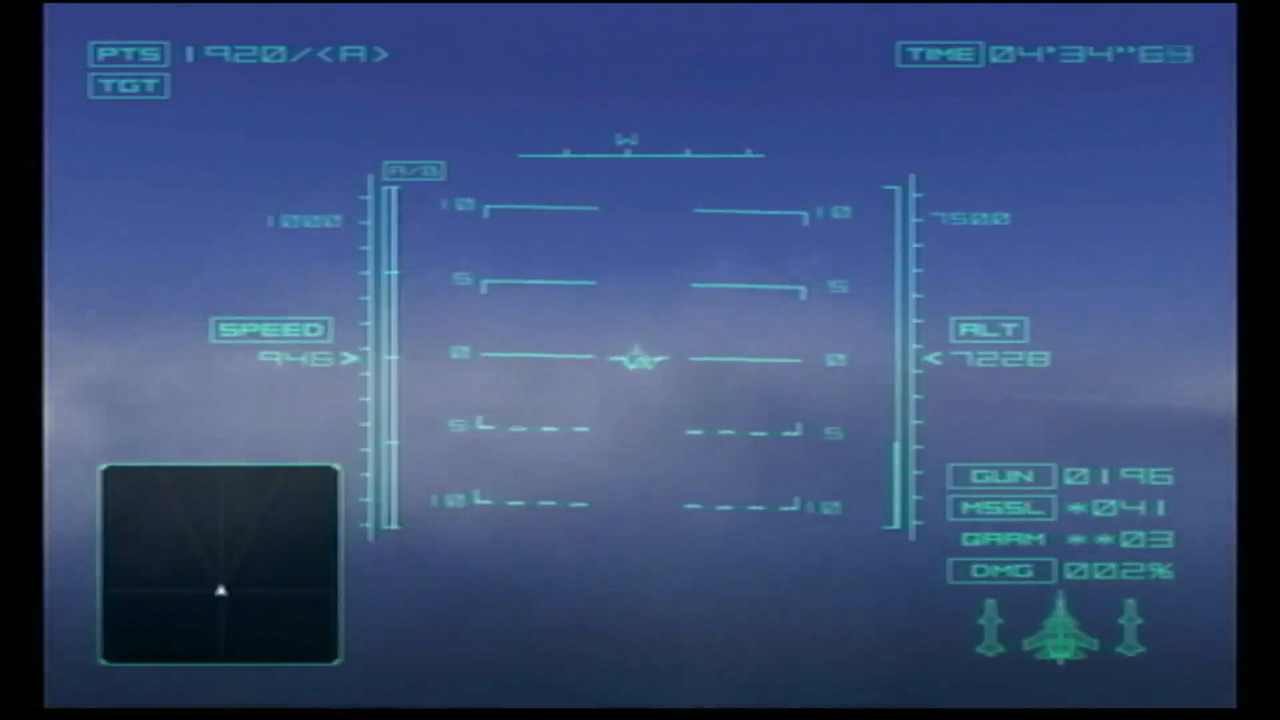 PTS 1920/<A>
TIME 04'34"69
TGT
W
A/B
10 10
1000 7500
5 5
SPEED ALT
946> <7228
0 0
5 5
10 10
GUN 0196
MSSL *041
QAAM **03
DMG 002%